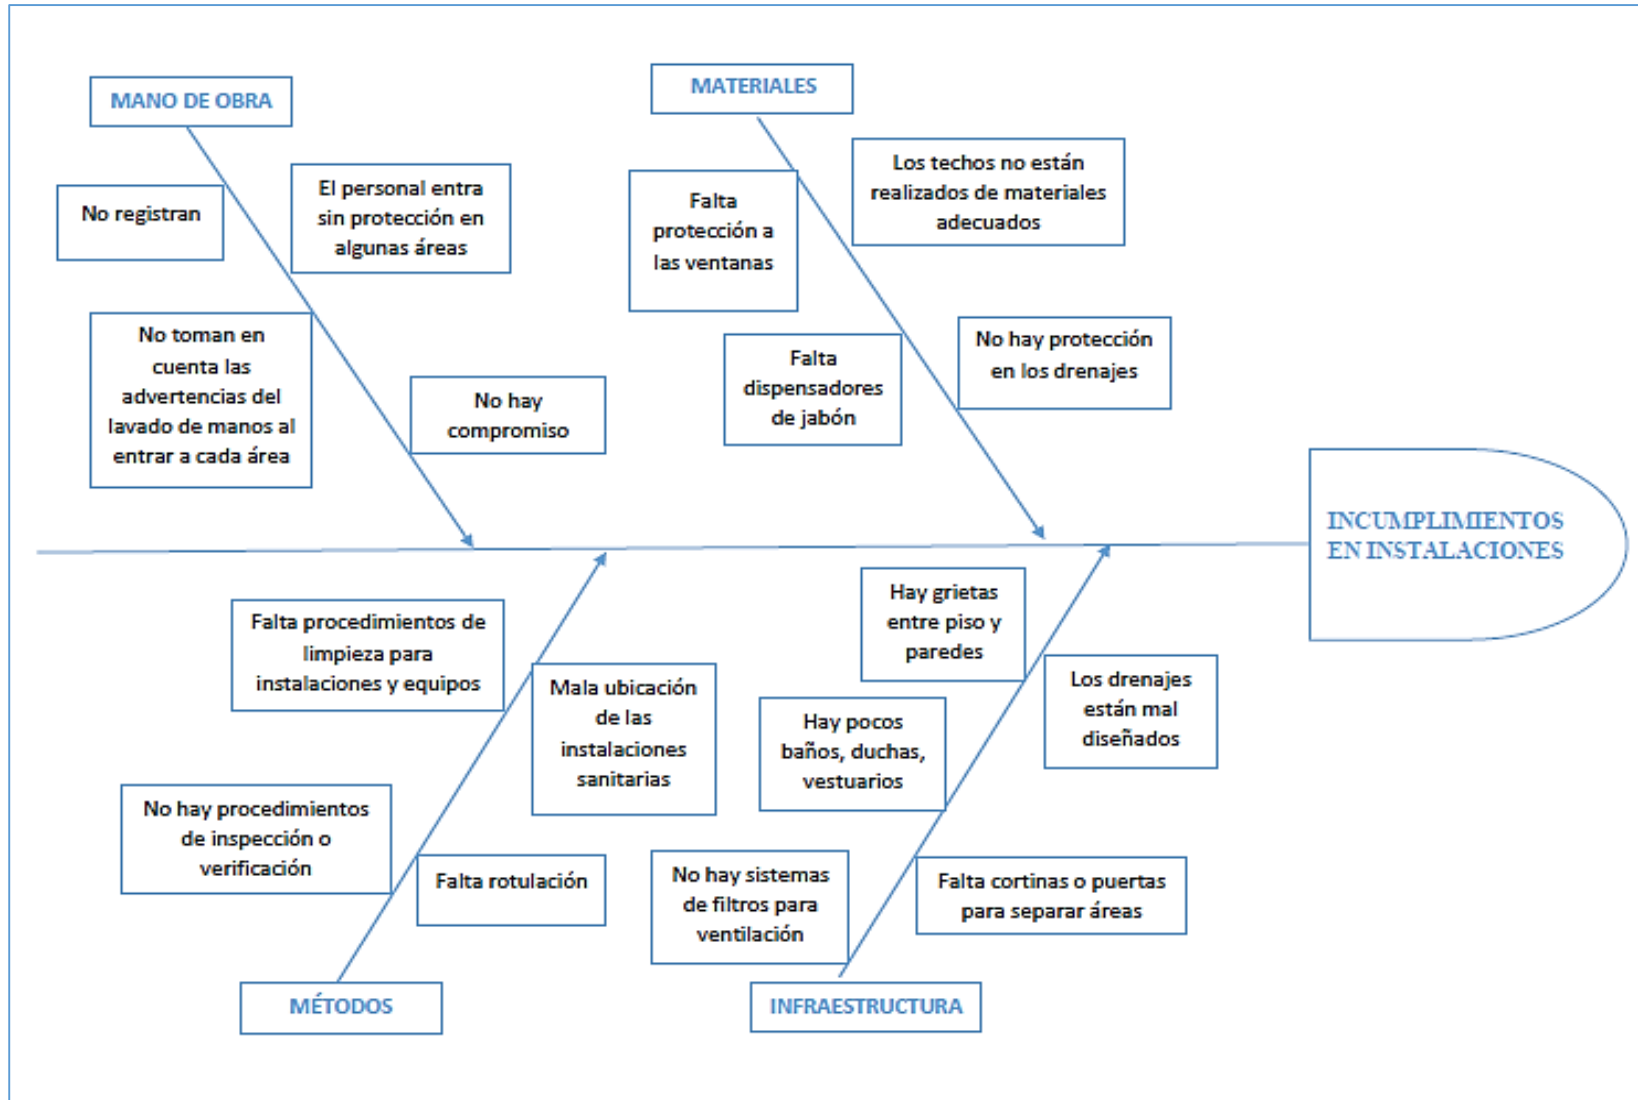 MANO DE OBRA
No registran
El personal entra
sin protección en
algunas áreas
No toman en
cuenta las
advertencias del
lavado de manos al
entrar a cada área
No hay
compromiso
MATERIALES
Falta
protección a
las ventanas
Los techos no están
realizados de materiales
adecuados
Falta
dispensadores
de jabón
No hay protección
en los drenajes
INCUMPLIMIENTOS
EN INSTALACIONES
Falta procedimientos de
limpieza para
instalaciones y equipos
Mala ubicación
de las
instalaciones
sanitarias
No hay procedimientos
de inspección o
verificación
Falta rotulación
MÉTODOS
Hay grietas
entre piso y
paredes
Los drenajes
están mal
diseñados
Hay pocos
baños, duchas,
vestuarios
No hay sistemas
de filtros para
ventilación
Falta cortinas o puertas
para separar áreas
INFRAESTRUCTURA